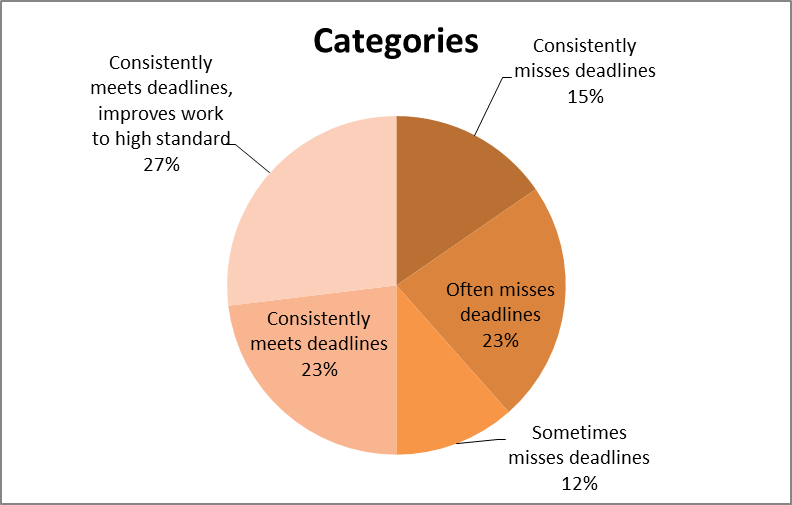 Categories
Consistently
misses deadlines
15%
Often misses
deadlines
23%
Sometimes
misses deadlines
12%
Consistently
meets deadlines
23%
Consistently
meets deadlines,
improves work
to high standard
27%